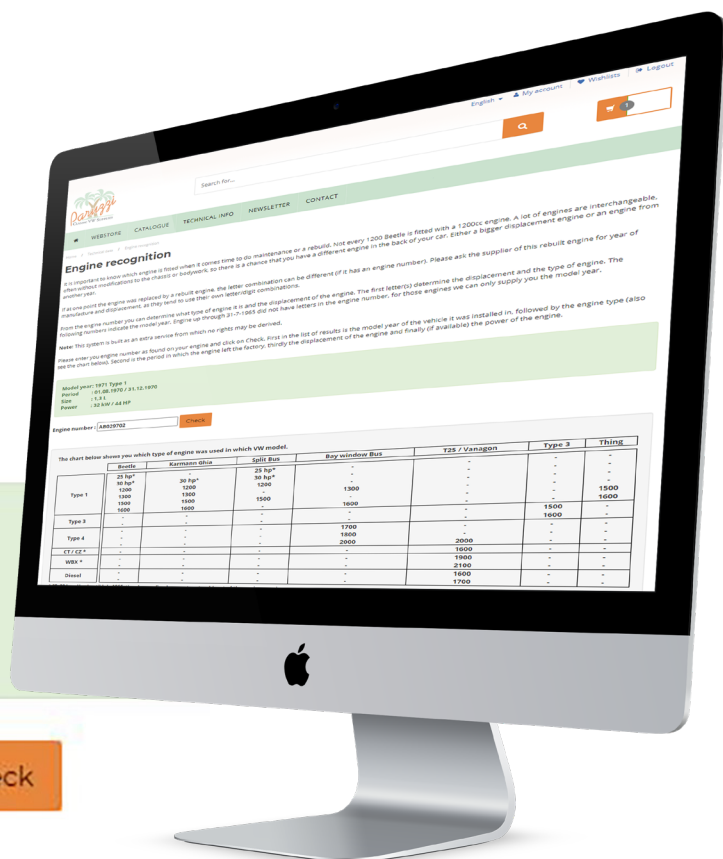 English
My account
Wishlists
Logout
1
Search for...
Darwizzi
WEBSTORE
CATALOGUE
TECHNICAL INFO
NEWSLETTER
CONTACT
Engine recognition
Engine recognition
It is important to know which engine is fitted when it comes time to do maintenance or a rebuild. Not every 1200 Beetle is fitted with a 1200cc engine. A lot of engines are interchangeable,
often without modifications to the chassis or bodywork, so there is a chance that you have a different engine in the back of your car. Either a bigger displacement engine or an engine from
another year.
If at one point the engine was replaced by a rebuilt engine, the letter combination can be different (if it has an engine number). Please ask the supplier of this rebuilt engine for year of
manufacture and displacement, as they tend to use their own letter/digit combinations.
From the engine number you can determine what type of engine it is and the displacement of the engine. The first letter(s) determine the displacement and the type of engine. The
following numbers indicate the model year. Engine up through 31-7-1965 did not have letters in the engine number, for those engines we can only supply you the model year.
Note: This system is built as an extra service from which no rights may be derived.
Please enter you engine number as found on your engine and click on Check. First in the list of results is the model year of the vehicle it was installed in, followed by the engine type (also
see the chart below). Second is the period in which the engine left the factory, thirdly the displacement of the engine and finally (if available) the power of the engine.
Model year: 1971 Type 1
Period : 01.08.1970 / 31.12.1970
Size : 1.3 L
Power : 32 kW / 44 HP
Engine number : AB020702 Check
The chart below shows you which type of engine was used in which VW model.
Beetle Karmann Ghia Split Bus Bay window Bus T25 / Vanagon Type 3 Thing
25 hp* - 25 hp* - - - -
30 hp* 30 hp* 30 hp* - - - -
1200 1200 1200 - - - -
Type 1 1300 1300 - 1300 - - -
1500 1500 1500 - - - 1500
1600 1600 - 1600 - - 1600
Type 3 - - - - - 1500 -
- - - - - 1600 -
- - - 1700 - - -
Type 4 - - - 1800 - - -
- - - 2000 2000 - -
CT / CZ * - - - - 1600 - -
WBX * - - - - 1900 - -
- - - - 2100 - -
Diesel - - - - 1600 - -
- - - - 1700 - -
eck